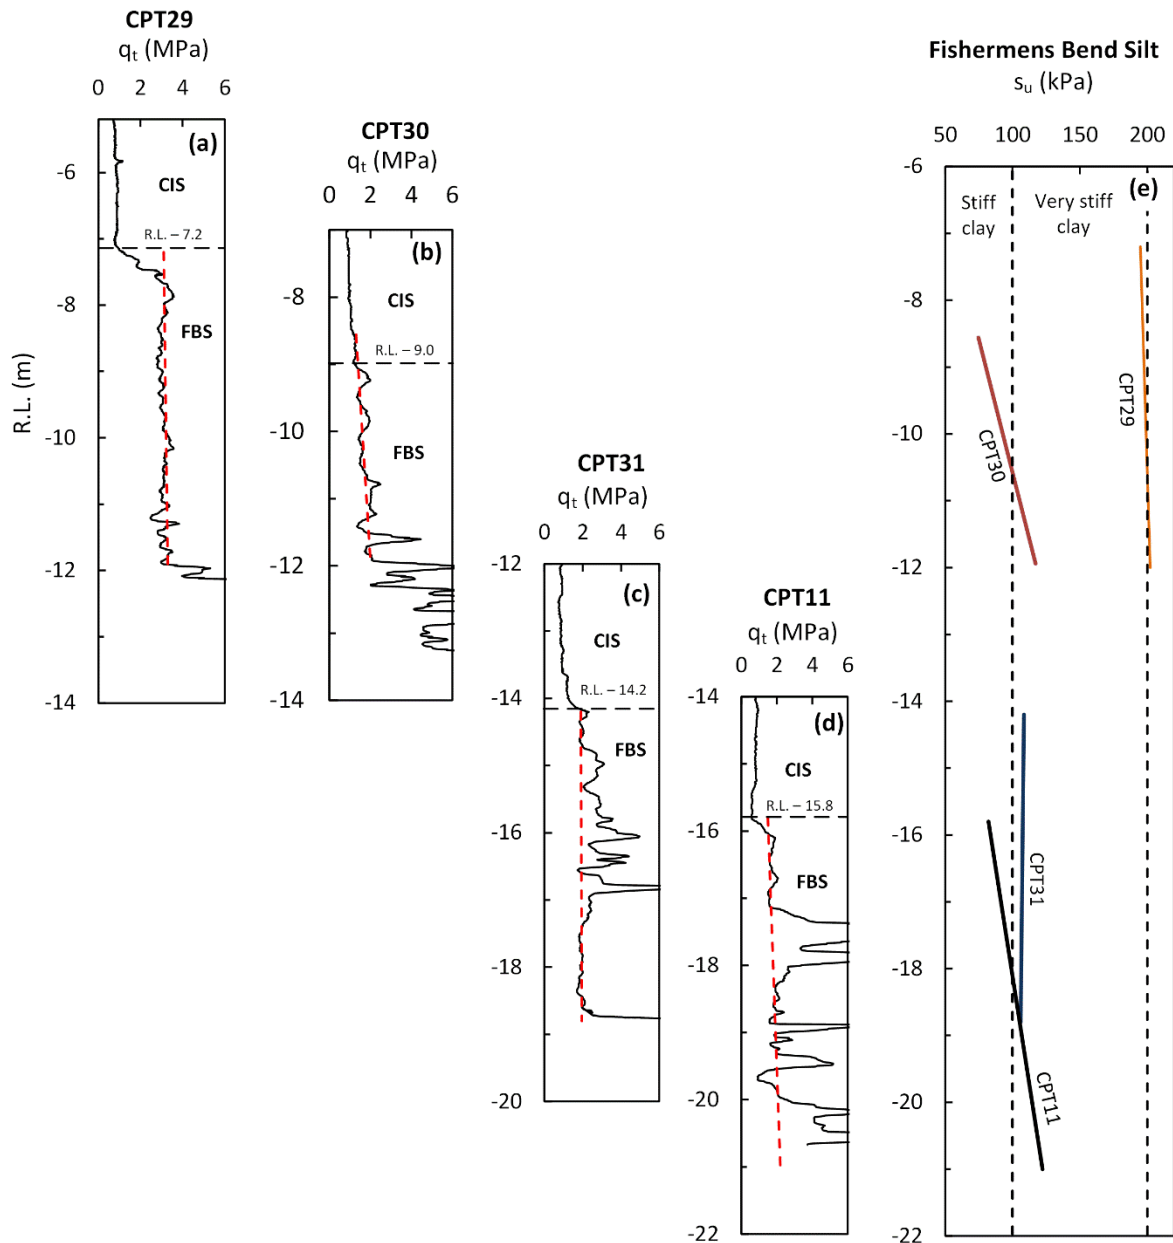 CPT29
qt (MPa)
0 2 4 6
(a)
CIS
R.L. – 7.2
FBS
-6
-8
-10
-12
-14
R.L. (m)
CPT30
qt (MPa)
0 2 4 6
(b)
CIS
R.L. – 9.0
FBS
-8
-10
-12
-14
CPT31
qt (MPa)
0 2 4 6
(c)
CIS
R.L. – 14.2
FBS
-12
-14
-16
-18
-20
CPT11
qt (MPa)
0 2 4 6
(d)
CIS
R.L. – 15.8
FBS
-14
-16
-18
-20
-22
Fishermens Bend Silt
su (kPa)
50 100 150 200
(e)
Stiff
clay
Very stiff
clay
CPT29
CPT30
CPT31
CPT11
-6
-8
-10
-12
-14
-16
-18
-20
-22